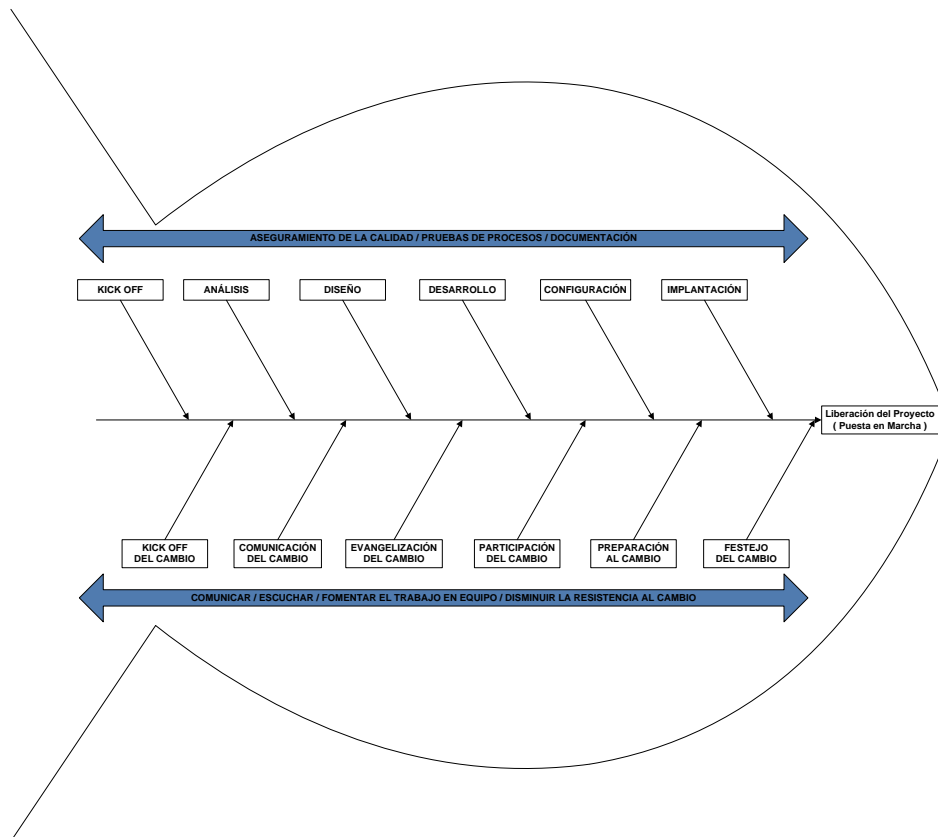 ASEGURAMIENTO DE LA CALIDAD / PRUEBAS DE PROCESOS / DOCUMENTACIÓN
KICK OFF
ANÁLISIS
DISEÑO
DESARROLLO
CONFIGURACIÓN
IMPLANTACIÓN
Liberación del Proyecto
( Puesta en Marcha )
KICK OFF
DEL CAMBIO
COMUNICACIÓN
DEL CAMBIO
EVANGELIZACIÓN
DEL CAMBIO
PARTICIPACIÓN
DEL CAMBIO
PREPARACIÓN
AL CAMBIO
FESTEJO
DEL CAMBIO
COMUNICAR / ESCUCHAR / FOMENTAR EL TRABAJO EN EQUIPO / DISMINUIR LA RESISTENCIA AL CAMBIO